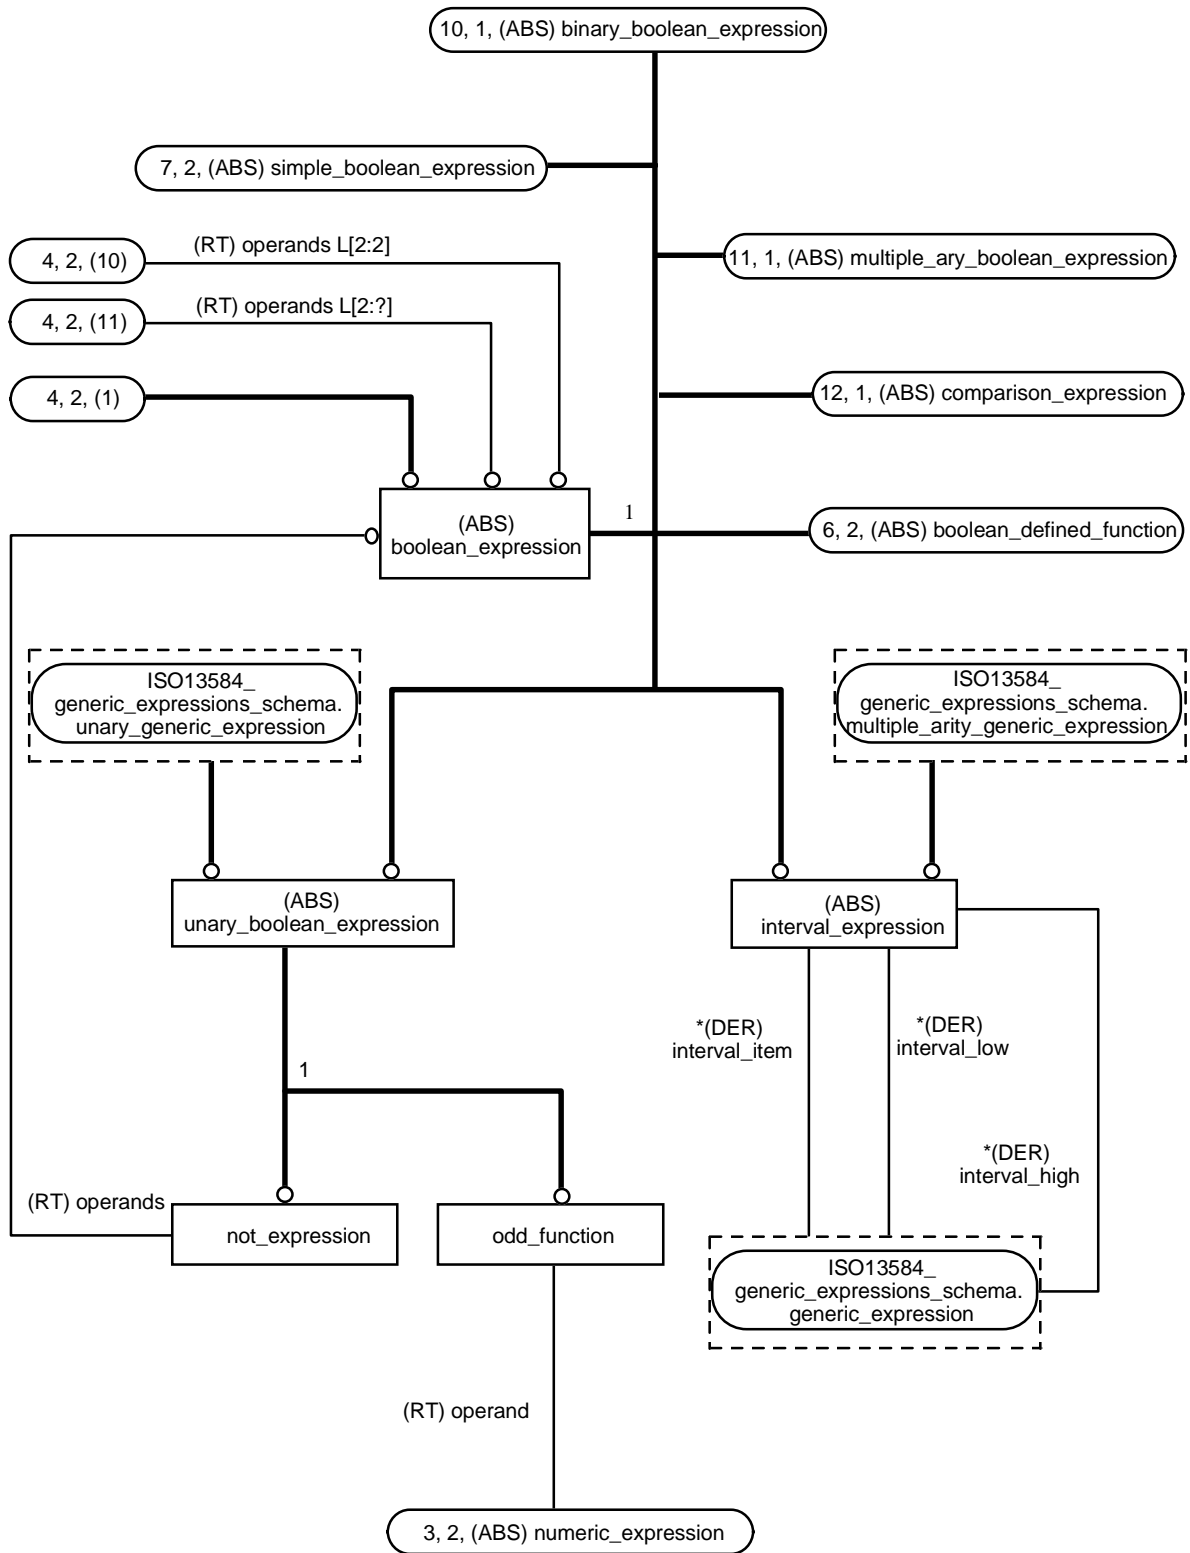 10, 1, (ABS) binary_boolean_expression
7, 2, (ABS) simple_boolean_expression
(RT) operands L[2:2]
4, 2, (10)
11, 1, (ABS) multiple_ary_boolean_expression
(RT) operands L[2:?]
4, 2, (11)
4, 2, (1)
12, 1, (ABS) comparison_expression
(ABS)
boolean_expression
1
6, 2, (ABS) boolean_defined_function
ISO13584_
generic_expressions_schema.
unary_generic_expression
ISO13584_
generic_expressions_schema.
multiple_arity_generic_expression
(ABS)
unary_boolean_expression
(ABS)
interval_expression
*(DER)
interval_item
*(DER)
interval_low
1
*(DER)
interval_high
(RT) operands
not_expression
odd_function
ISO13584_
generic_expressions_schema.
generic_expression
(RT) operand
3, 2, (ABS) numeric_expression